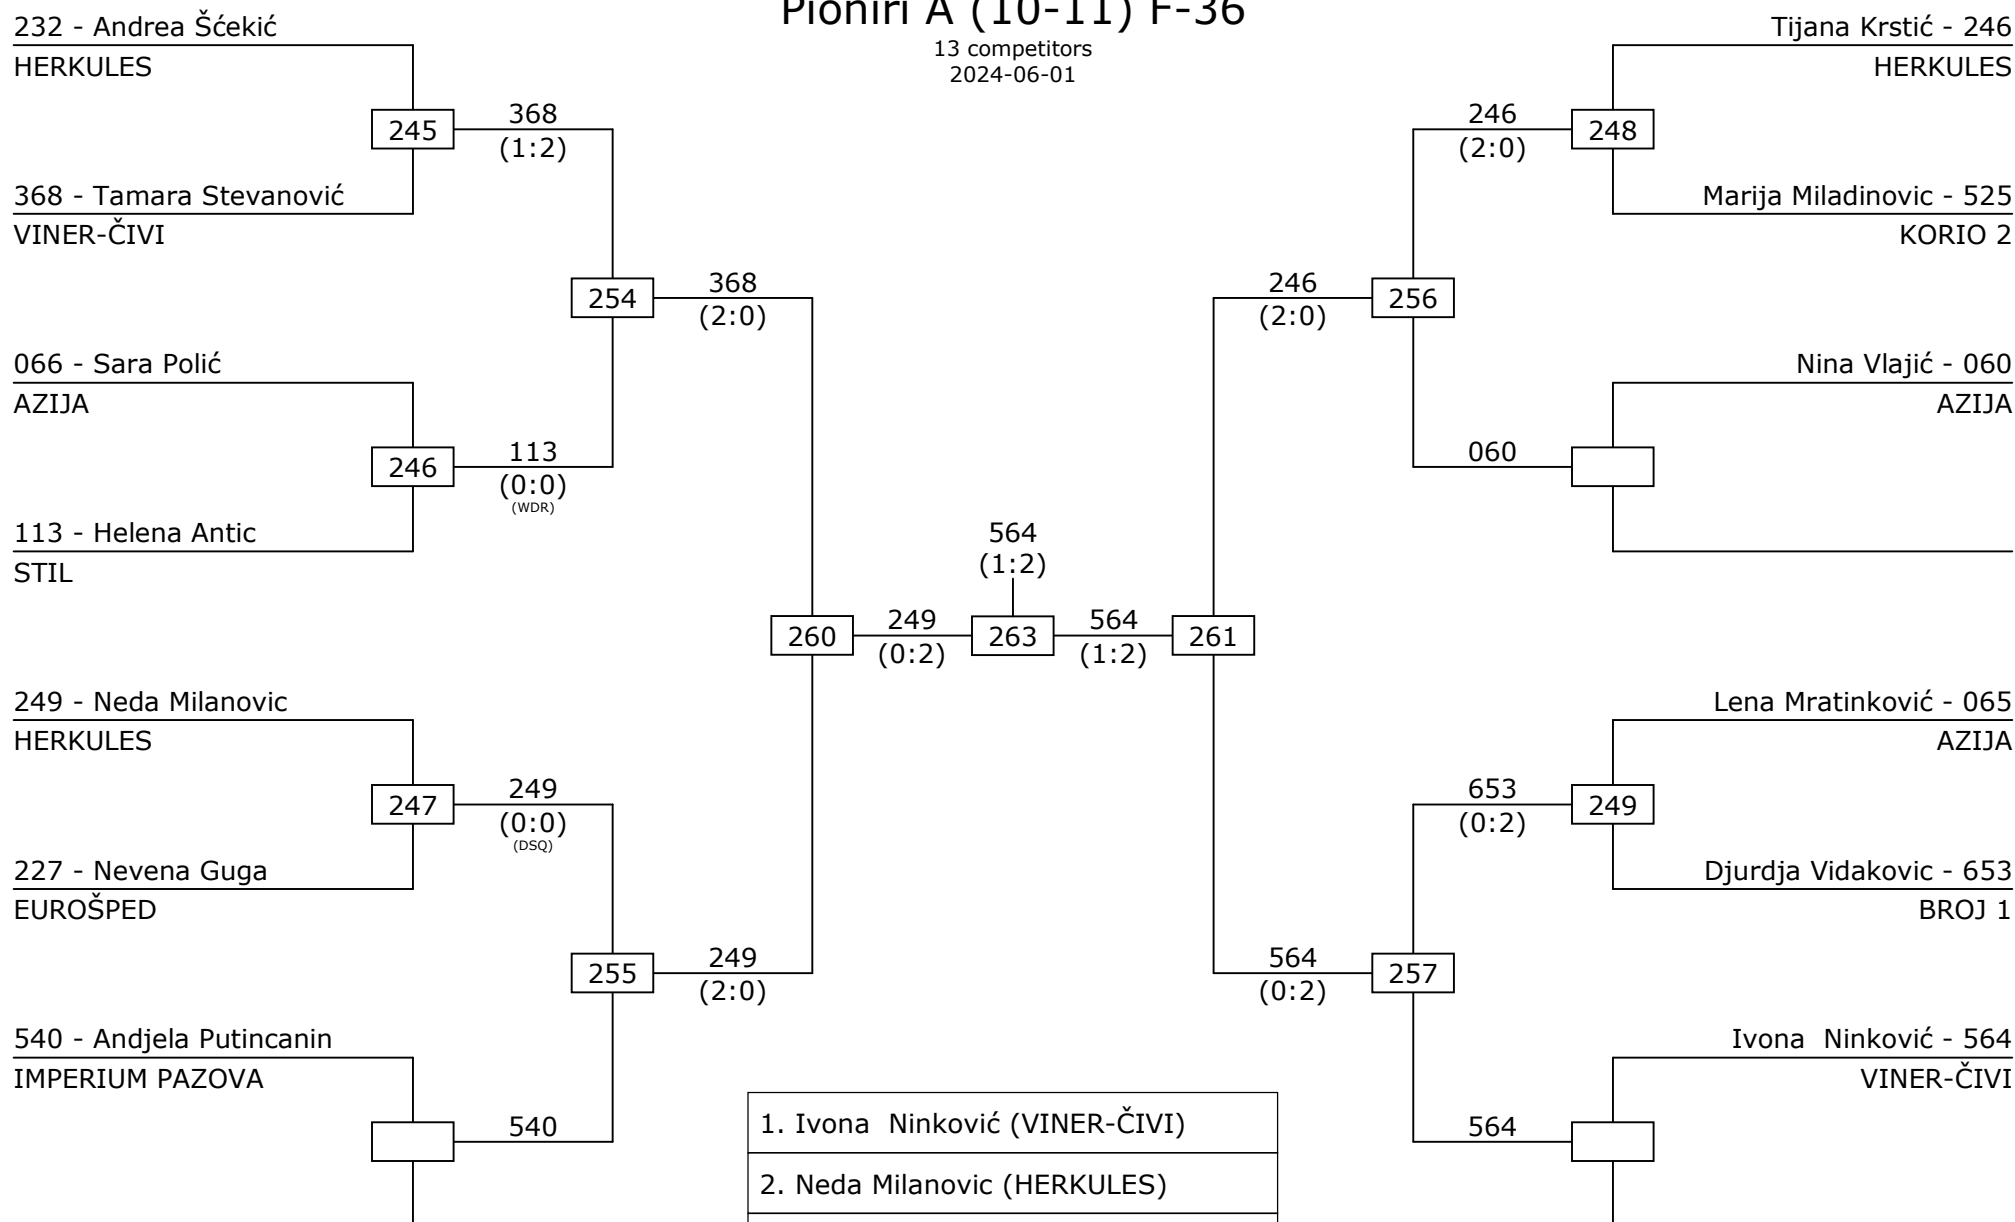 Pioniri A (10-11) F-36
13 competitors
2024-06-01
232 - Andrea Šćekić
HERKULES
245
368
(1:2)
368 - Tamara Stevanović
VINER-ČIVI
254
368
(2:0)
066 - Sara Polić
AZIJA
246
113
(0:0)
(WDR)
113 - Helena Antic
STIL
260
249
(0:2)
249 - Neda Milanovic
HERKULES
247
249
(0:0)
(DSQ)
227 - Nevena Guga
EUROŠPED
255
249
(2:0)
540 - Andjela Putincanin
IMPERIUM PAZOVA
540
564
(1:2)
263
Tijana Krstić - 246
HERKULES
246
(2:0)
248
Marija Miladinovic - 525
KORIO 2
246
(2:0)
256
Nina Vlajić - 060
AZIJA
060
564
(1:2)
261
Lena Mratinković - 065
AZIJA
653
(0:2)
249
Djurdja Vidakovic - 653
BROJ 1
564
(0:2)
257
Ivona  Ninković - 564
VINER-ČIVI
564
1. Ivona  Ninković (VINER-ČIVI)
2. Neda Milanovic (HERKULES)